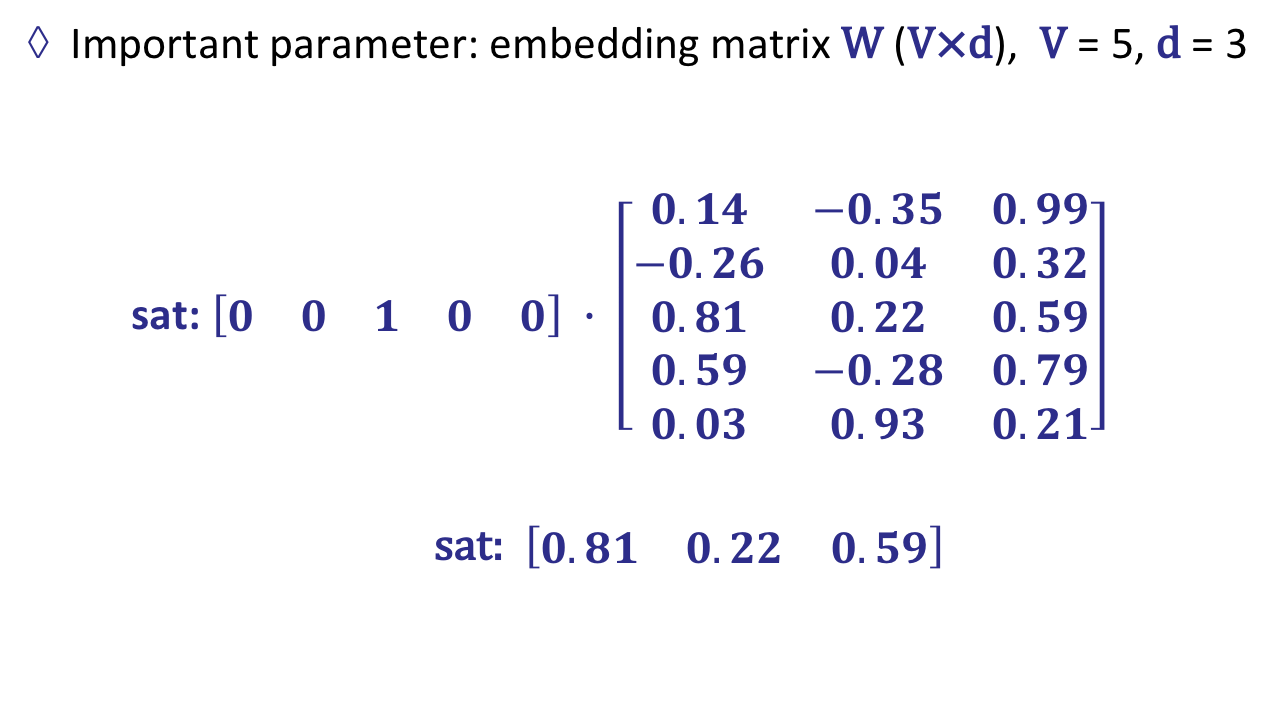 ◊ Important parameter: embedding matrix W (V×d), V = 5, d = 3
0.14 −0.35 0.99
−0.26 0.04 0.32
sat: [0 0 1 0 0] · 0.81 0.22 0.59
0.59 −0.28 0.79
0.03 0.93 0.21
sat: [0.81 0.22 0.59]